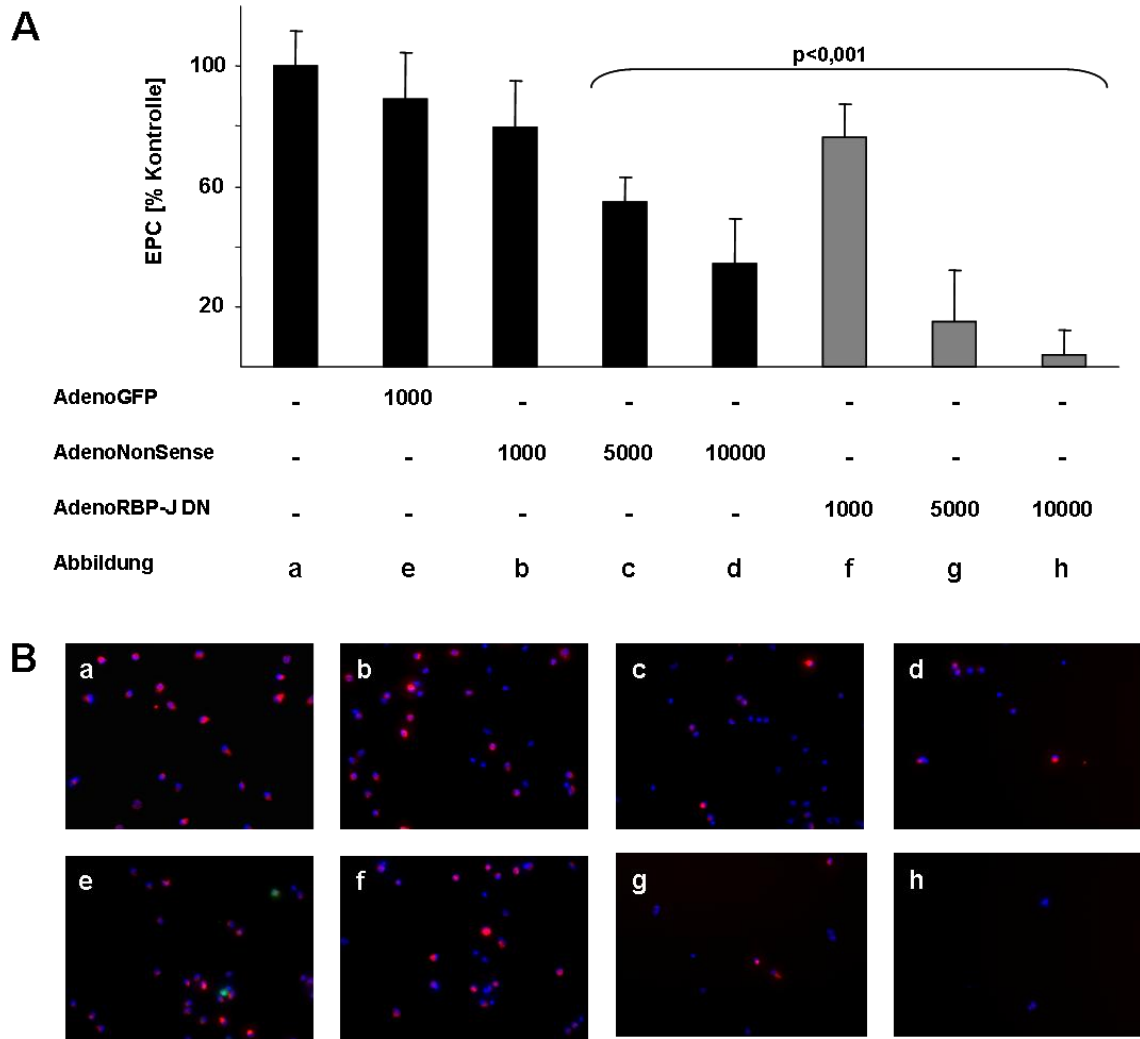 A
p<0,001
100
60
20
EPC [% Kontrolle]
AdenoGFP - 1000 - - - - - -
AdenoNonSense - - 1000 5000 10000 - - -
AdenoRBP-J DN - - - - - 1000 5000 10000
Abbildung a e b c d f g h
B
a b c d
e f g h